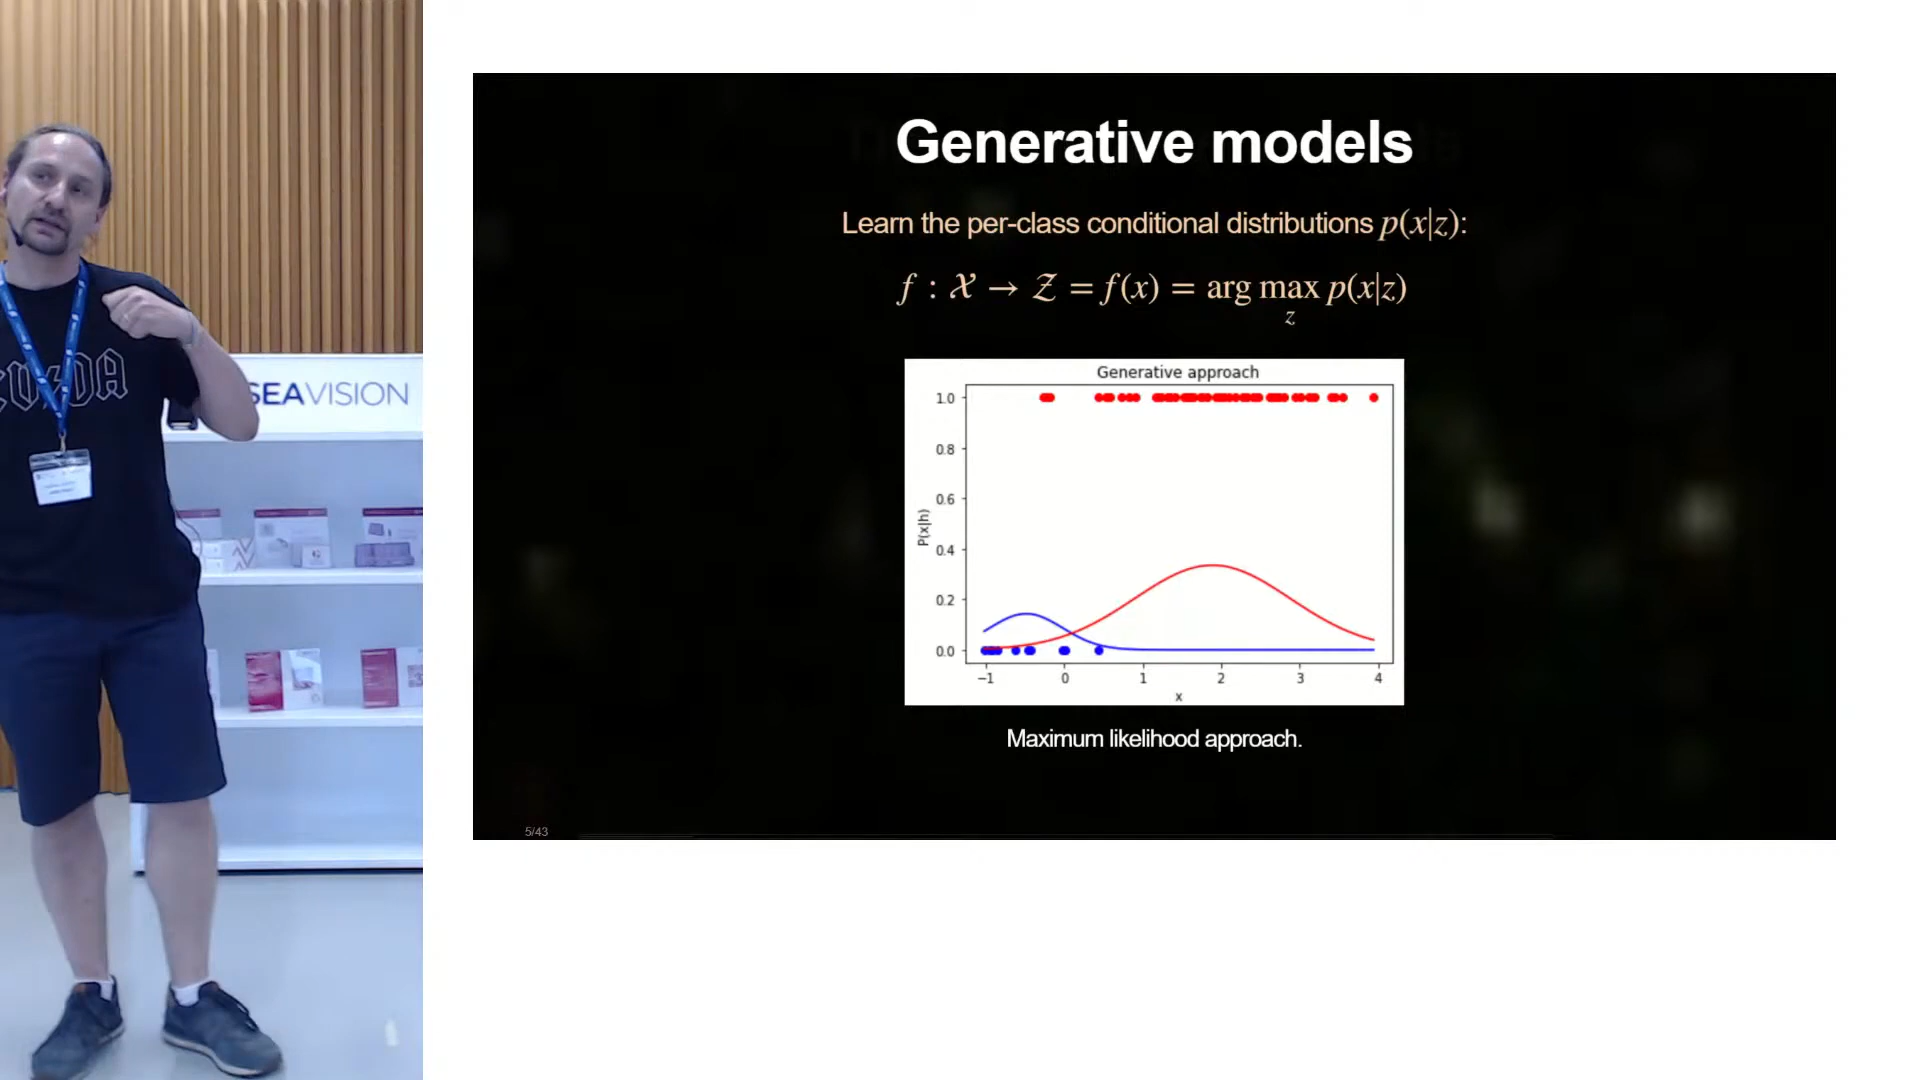 Generative models
Learn the per-class conditional distributions p(x|z):
f : 𝒳 → 𝒵 = f(x) = arg max p(x|z)
z
Generative approach
1.0
0.8
0.6
0.4
0.2
0.0
P(x|h)
−1 0 1 2 3 4
x
Maximum likelihood approach.
5/43
SEAVISION